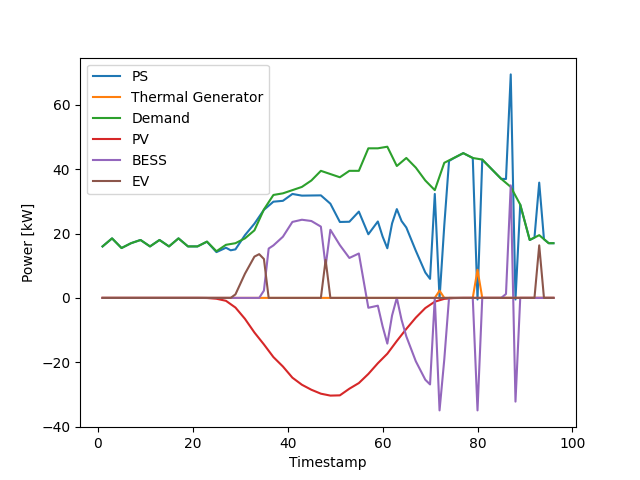 Power [kW]
60
40
20
0
−20
−40
PS
Thermal Generator
Demand
PV
BESS
EV
0
20
40
60
80
100
Timestamp